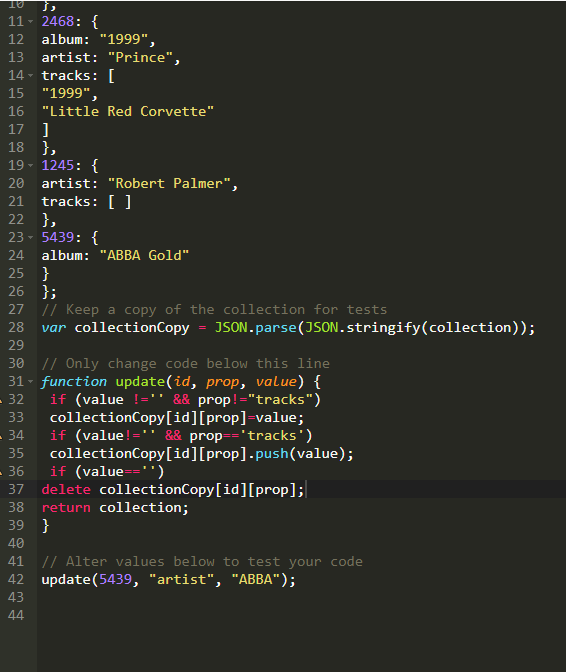 10 },
11 2468: {
12 album: "1999",
13 artist: "Prince",
14 tracks: [
15 "1999",
16 "Little Red Corvette"
17 ]
18 },
19 1245: {
20 artist: "Robert Palmer",
21 tracks: [ ]
22 },
23 5439: {
24 album: "ABBA Gold"
25 }
26 };
27 // Keep a copy of the collection for tests
28 var collectionCopy = JSON.parse(JSON.stringify(collection));
29
30 // Only change code below this line
31 function update(id, prop, value) {
32 if (value !='' && prop!="tracks")
33 collectionCopy[id][prop]=value;
34 if (value!='' && prop=='tracks')
35 collectionCopy[id][prop].push(value);
36 if (value=='')
37 delete collectionCopy[id][prop];
38 return collection;
39 }
40
41 // Alter values below to test your code
42 update(5439, "artist", "ABBA");
43
44